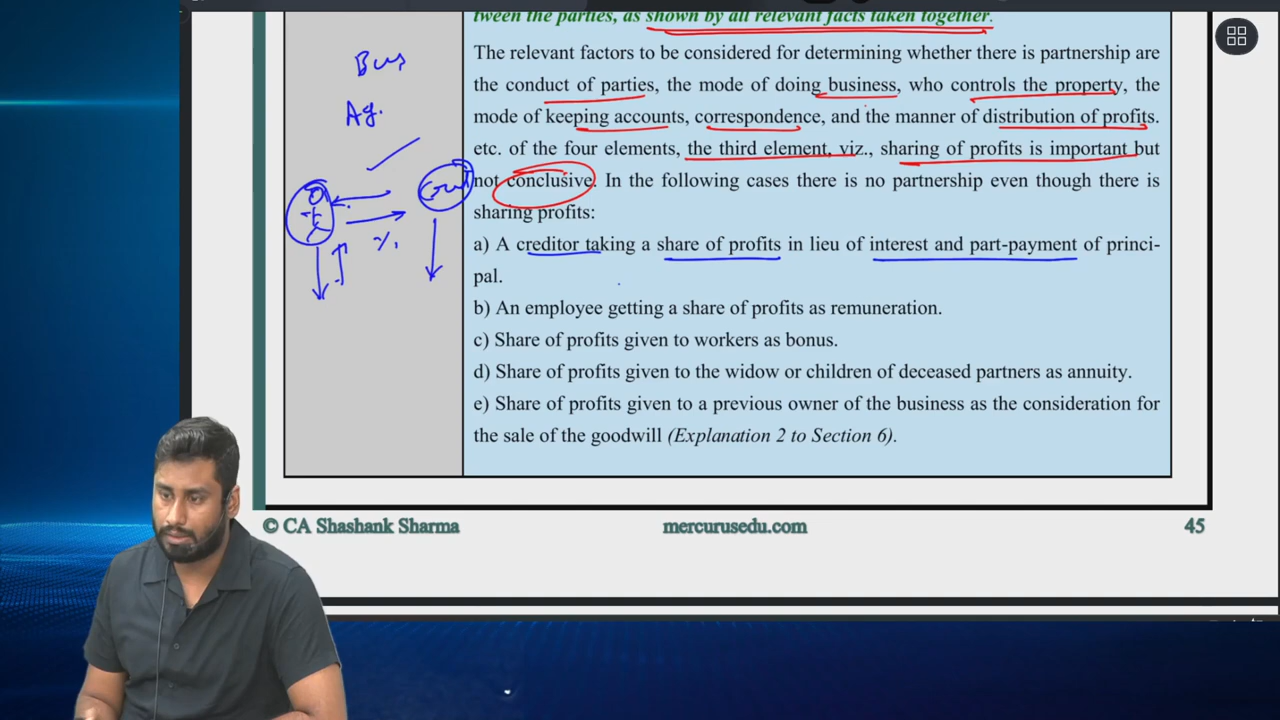 tween the parties, as shown by all relevant facts taken together.
The relevant factors to be considered for determining whether there is partnership are
the conduct of parties, the mode of doing business, who controls the property, the
mode of keeping accounts, correspondence, and the manner of distribution of profits.
etc. of the four elements, the third element, viz., sharing of profits is important but
not conclusive. In the following cases there is no partnership even though there is
sharing profits:
a) A creditor taking a share of profits in lieu of interest and part-payment of princi-
pal.
b) An employee getting a share of profits as remuneration.
c) Share of profits given to workers as bonus.
d) Share of profits given to the widow or children of deceased partners as annuity.
e) Share of profits given to a previous owner of the business as the consideration for
the sale of the goodwill (Explanation 2 to Section 6).
Bus
Ag.
%
© CA Shashank Sharma
mercurusedu.com
45